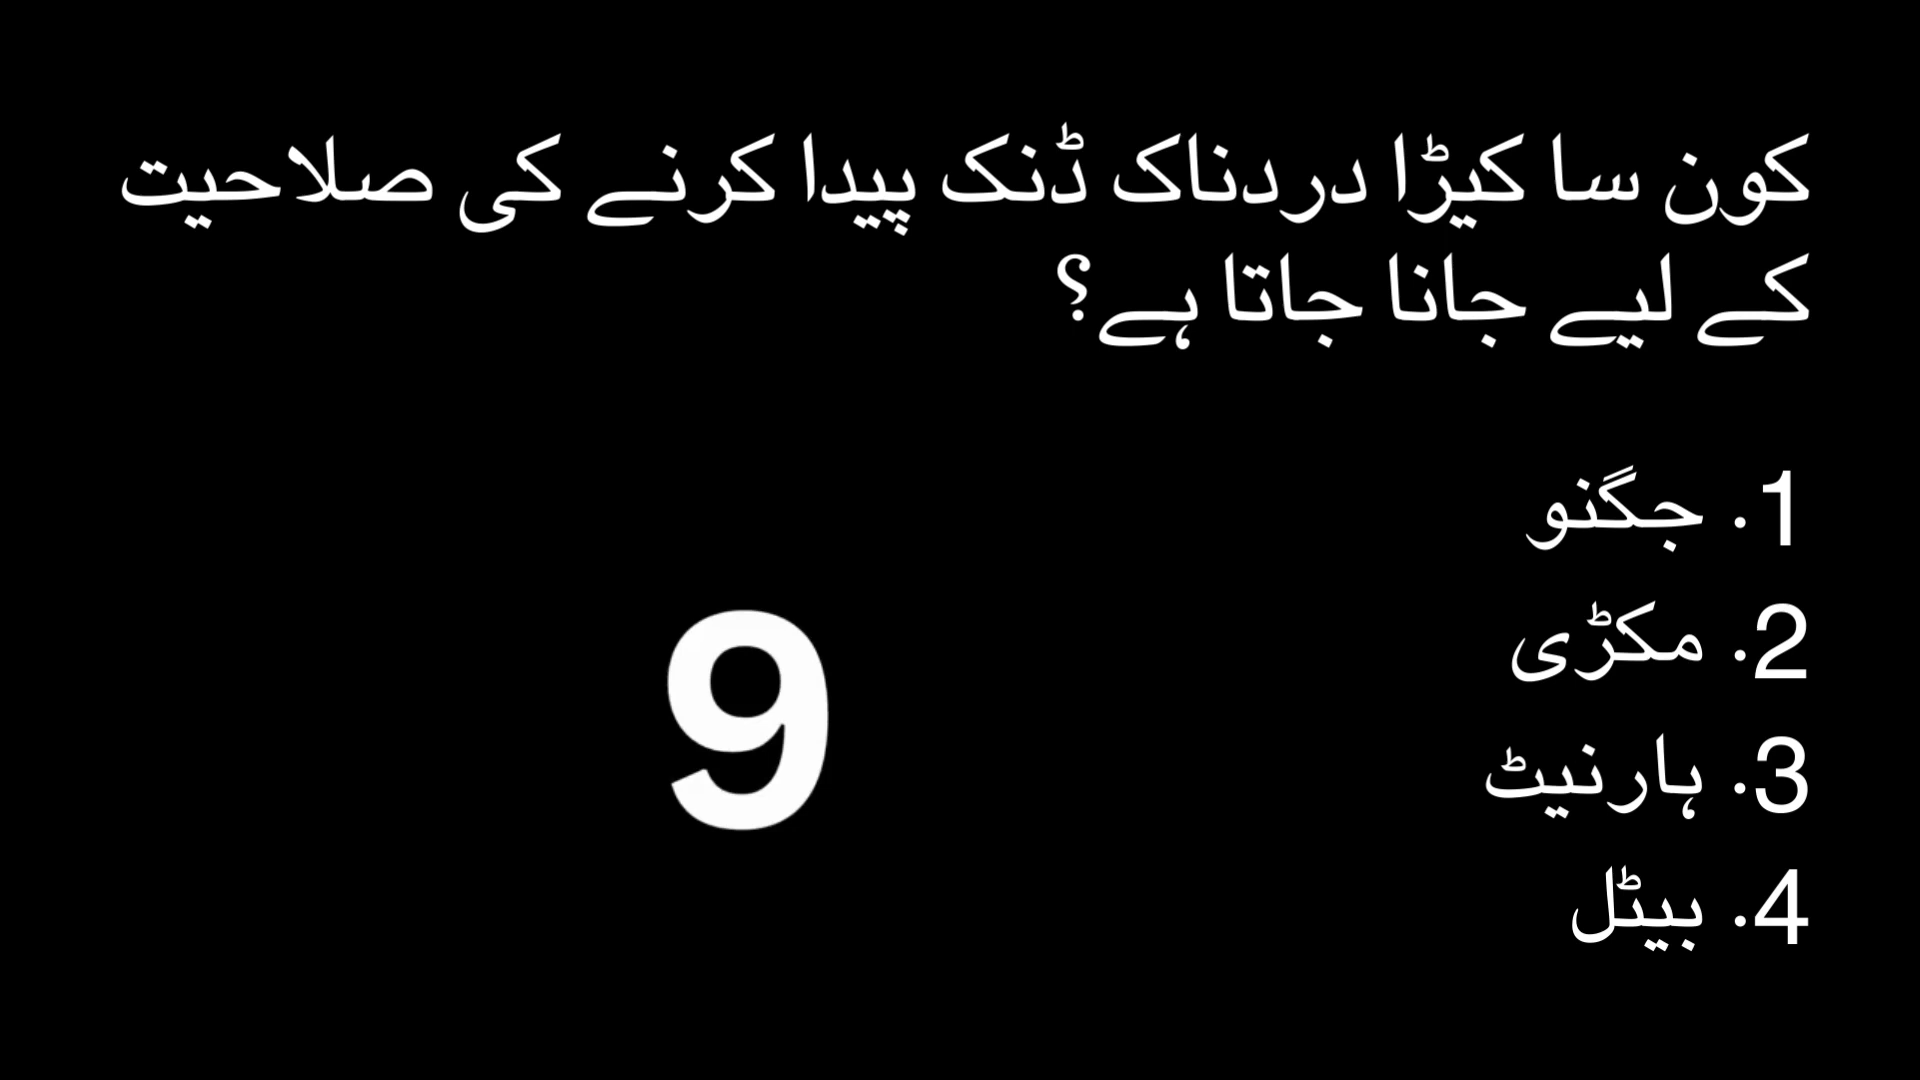 کون سا کیڑا دردناک ڈنک پیدا کرنے کی صلاحیت
کے لیے جانا جاتا ہے؟
1. جگنو
2. مکڑی
3. ہارنیٹ
4. بیٹل
9